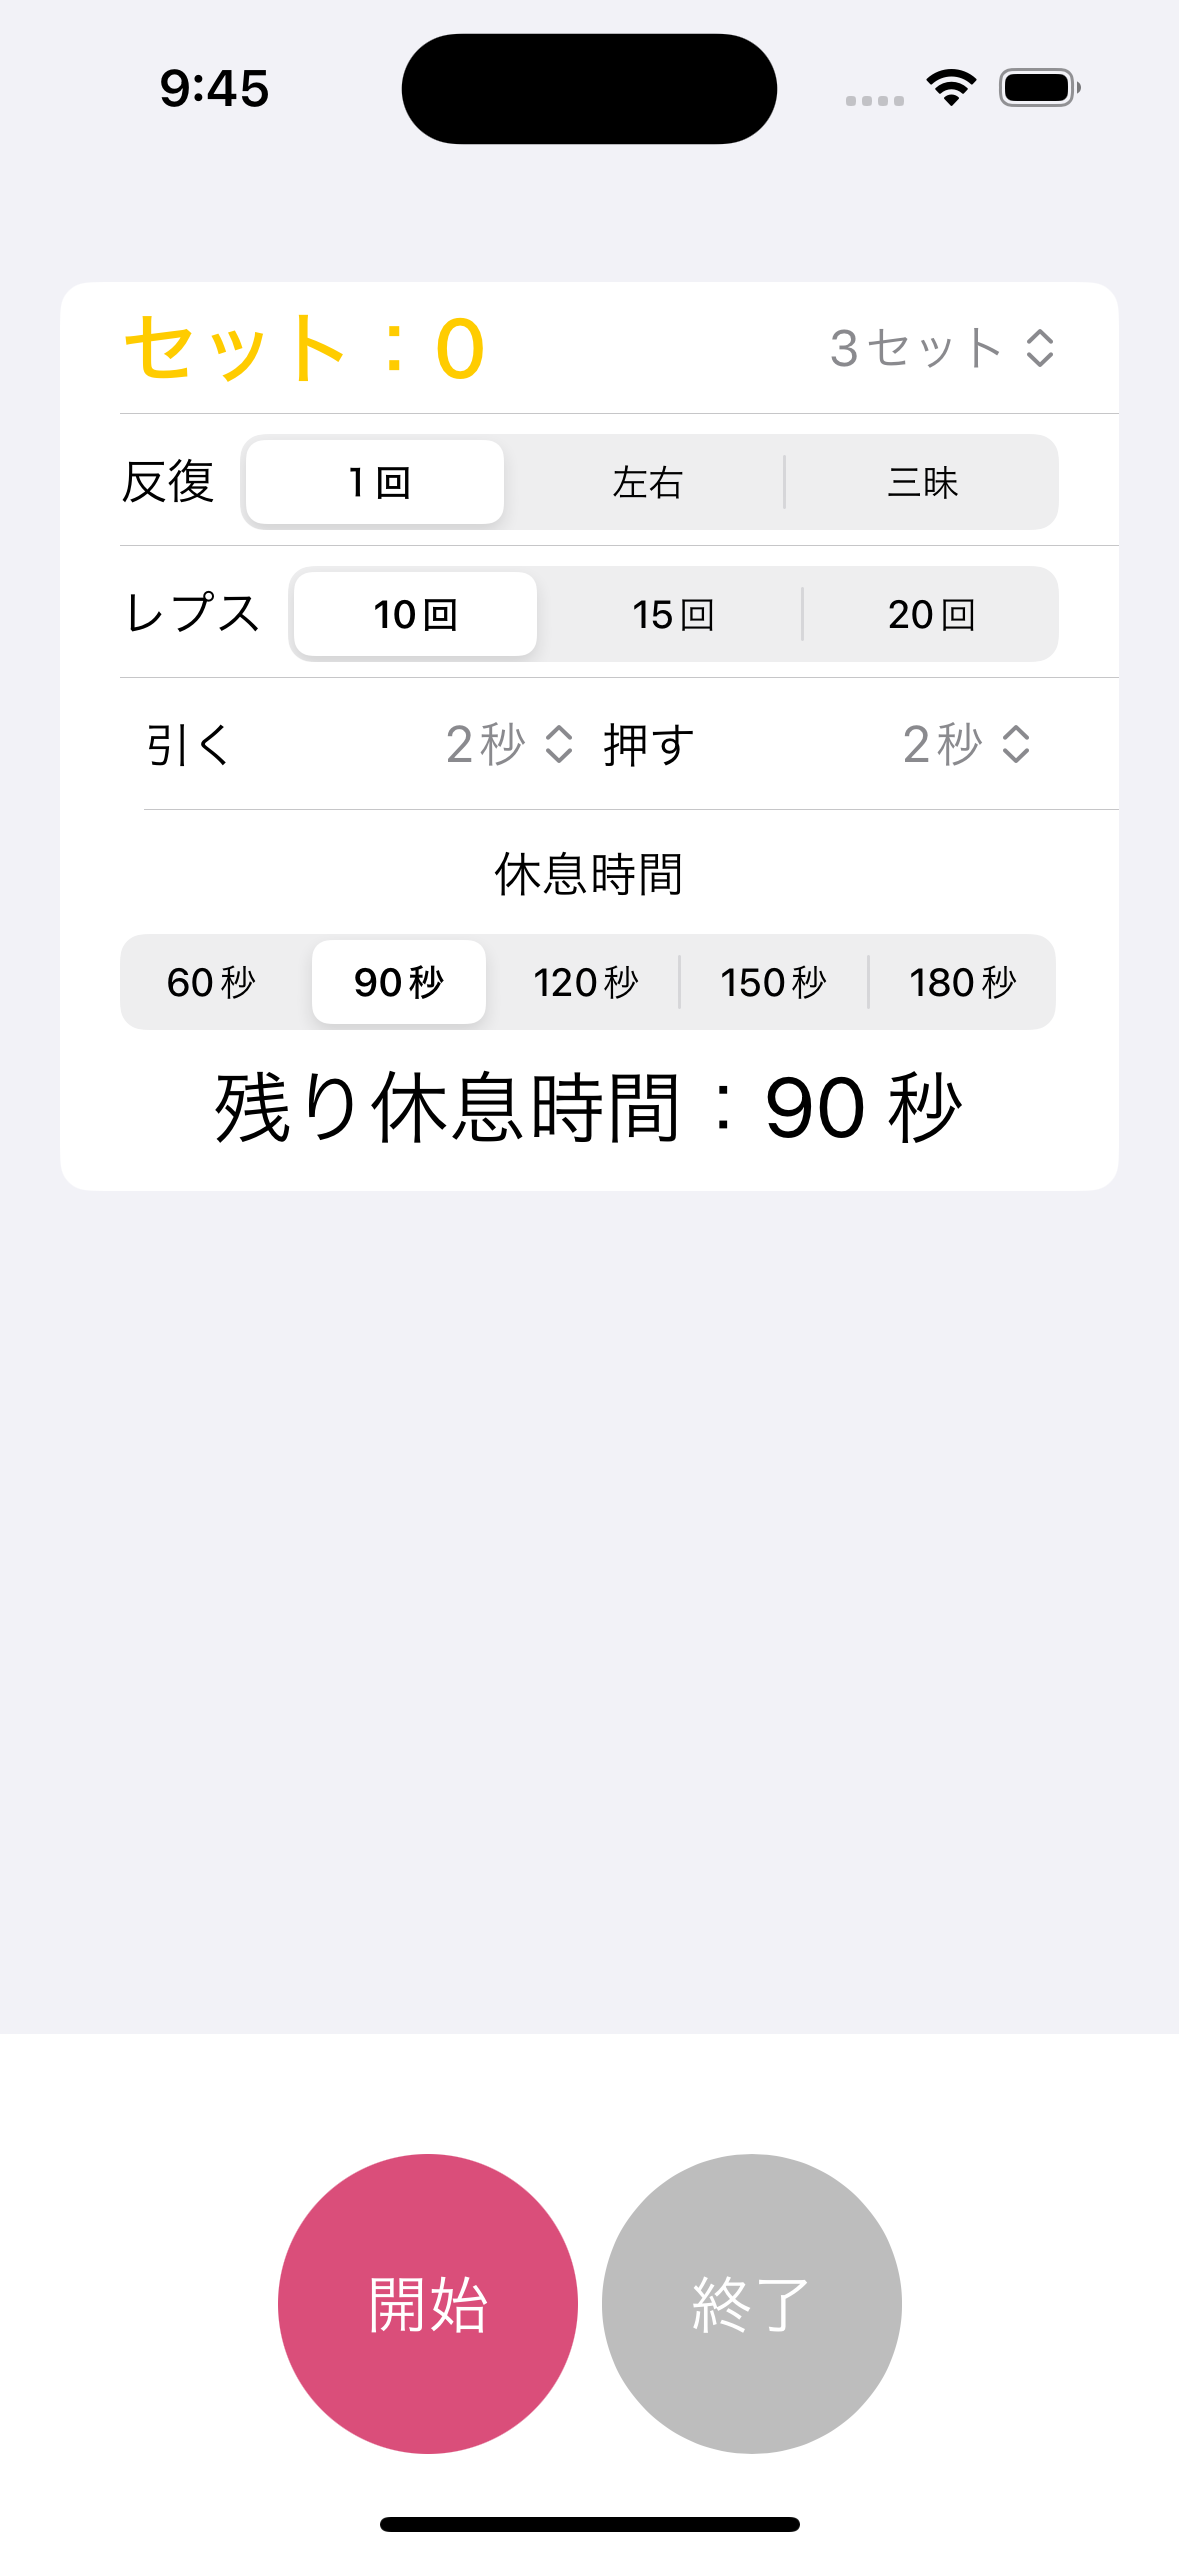 9:45
セット：0 3セット
反復 1 回 左右 三昧
レプス 10回 15回 20回
引く 2秒 押す 2秒
休息時間
60秒 90秒 120秒 150秒 180秒
残り休息時間：90 秒
開始 終了